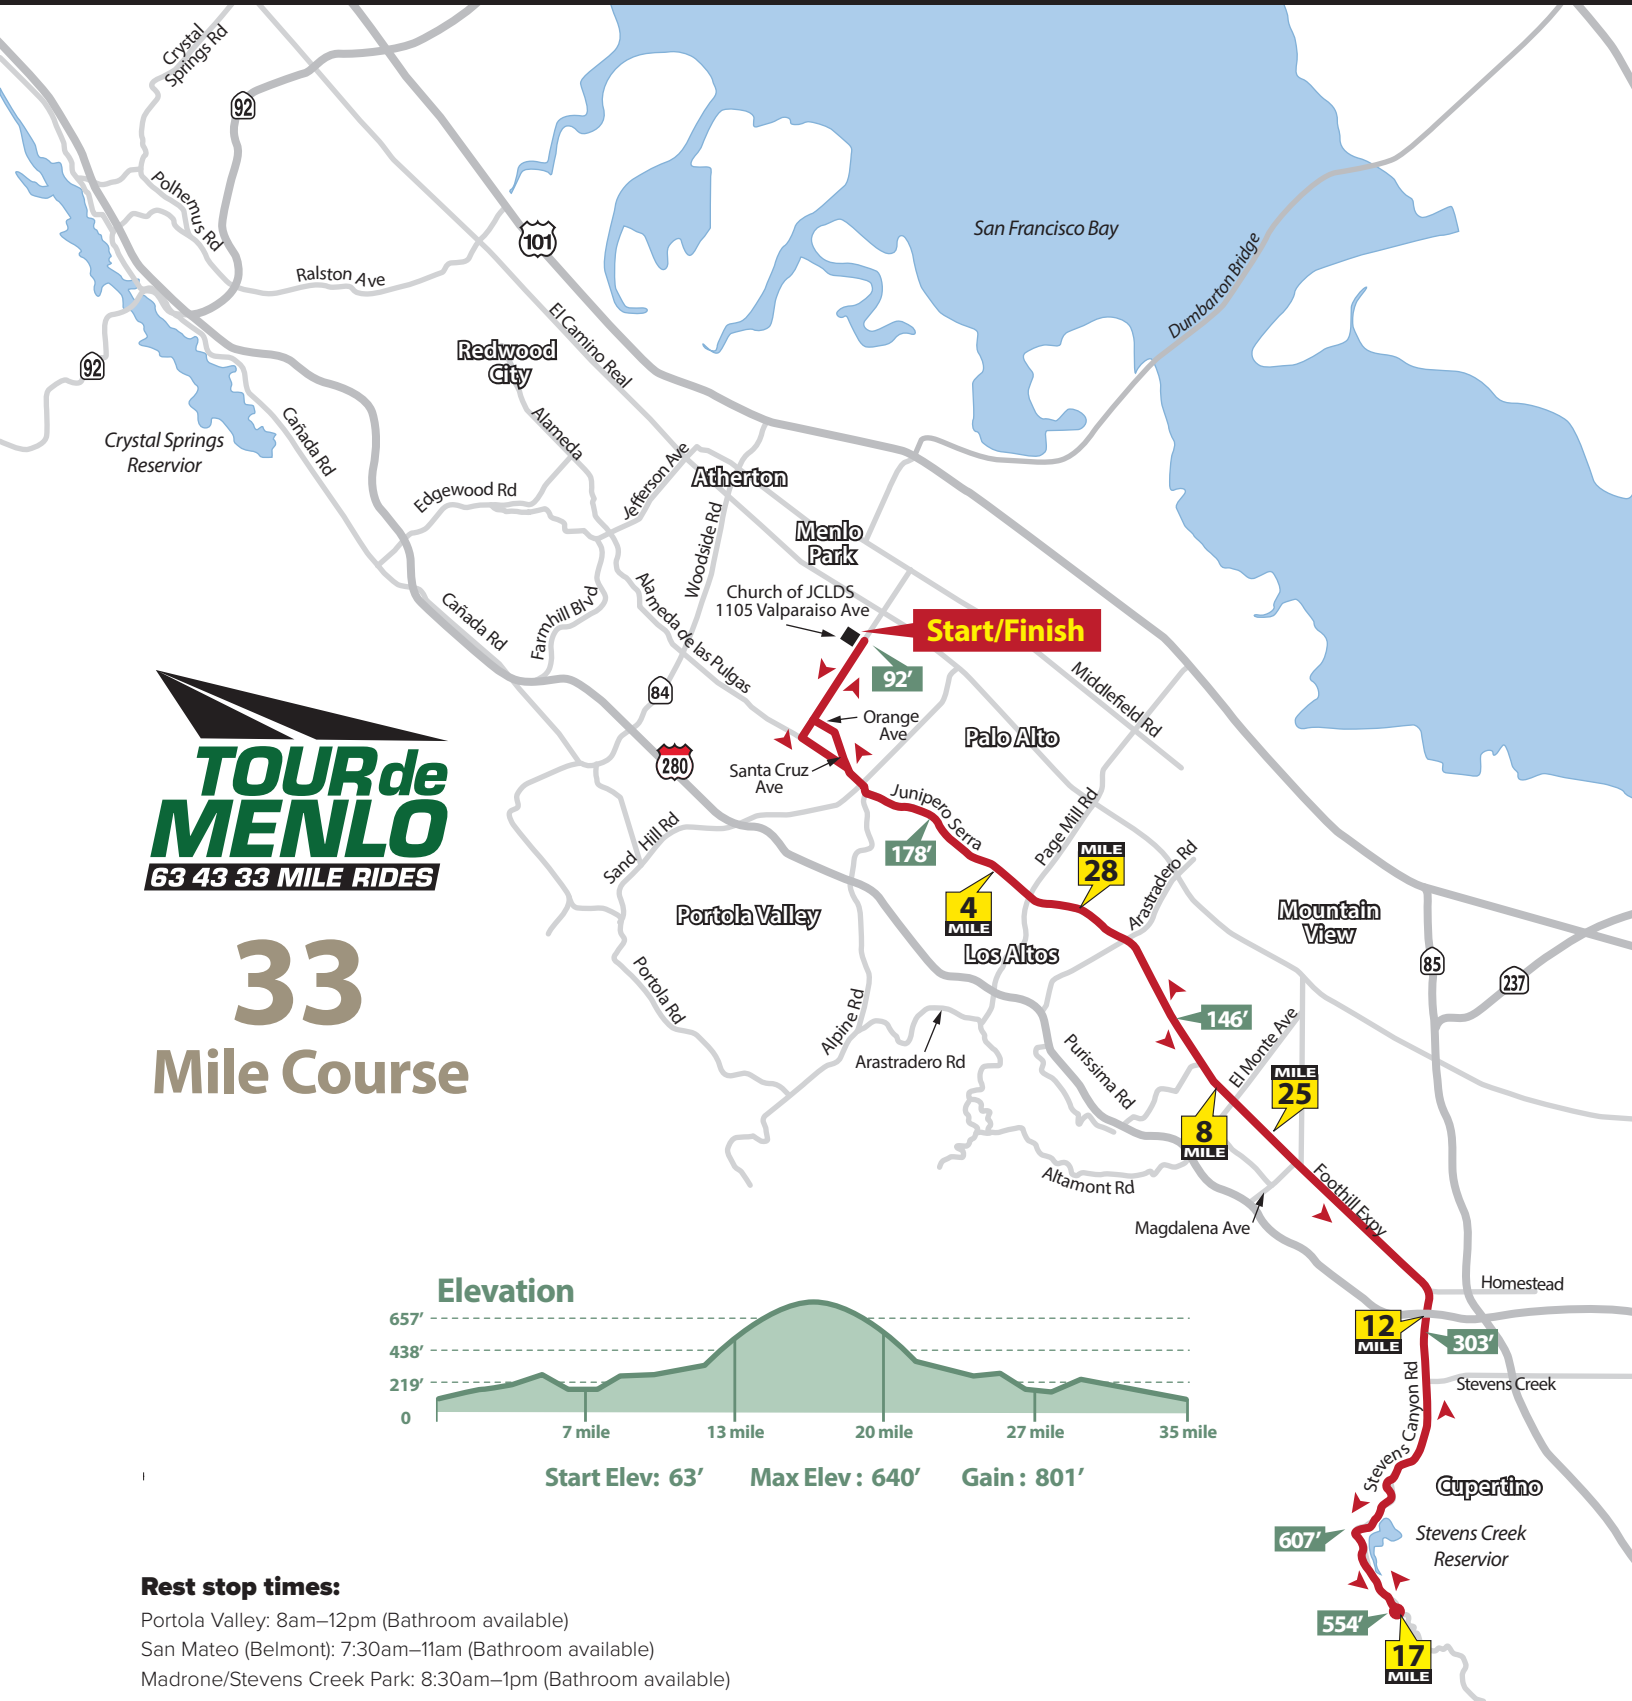 Crystal
Springs Rd
92
Polhemus Rd
Ralston Ave
101
San Francisco Bay
Dumbarton Bridge
El Camino Real
Redwood
City
92
Crystal Springs
Reservior
Cañada Rd
Alameda
Edgewood Rd
Jefferson Ave
Atherton
Woodside Rd
Menlo
Park
Church of JCLDS
1105 Valparaiso Ave
Start/Finish
Cañada Rd
Farmhill Blvd
Alameda de las Pulgas
92′
Middlefield Rd
84
Orange
Ave
Palo Alto
280
Santa Cruz
Ave
TOUR de
MENLO
63 43 33 MILE RIDES
33
Mile Course
Junipero Serra
Page Mill Rd
Sand Hill Rd
178′
MILE
28
Arastradero Rd
4
MILE
Portola Valley
Los Altos
Mountain
View
85
237
Portola Rd
Alpine Rd
Arastradero Rd
146′
El Monte Ave
Purissima Rd
MILE
25
8
MILE
Altamont Rd
Foothill Expy
Magdalena Ave
Homestead
12
MILE
303′
Stevens Creek
Stevens Canyon Rd
Cupertino
607′
Stevens Creek
Reservior
554′
17
MILE
Elevation
657′
438′
219′
0
7 mile
13 mile
20 mile
27 mile
35 mile
Start Elev: 63′ Max Elev : 640′ Gain : 801′
Rest stop times:
Portola Valley: 8am–12pm (Bathroom available)
San Mateo (Belmont): 7:30am–11am (Bathroom available)
Madrone/Stevens Creek Park: 8:30am–1pm (Bathroom available)